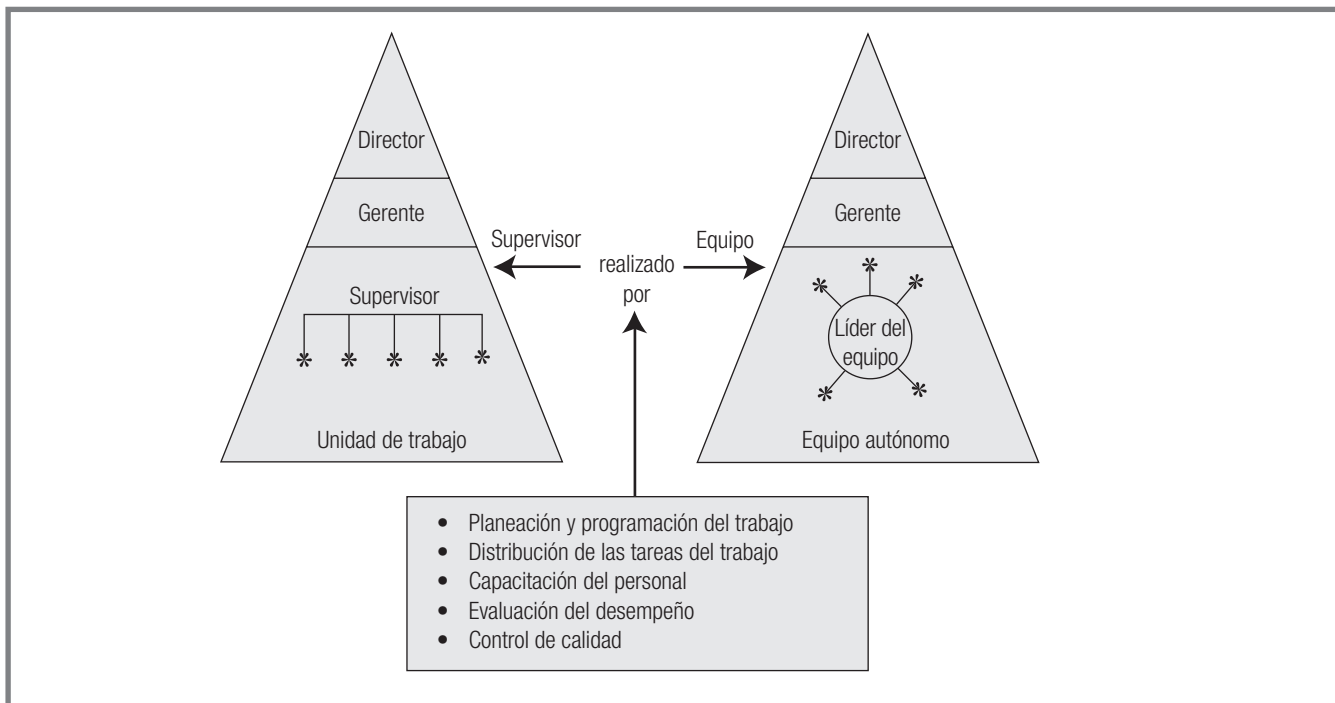 Director
Gerente
Supervisor
Unidad de trabajo
Supervisor
realizado
por
Equipo
Director
Gerente
Líder del
equipo
Equipo autónomo
• Planeación y programación del trabajo
• Distribución de las tareas del trabajo
• Capacitación del personal
• Evaluación del desempeño
• Control de calidad